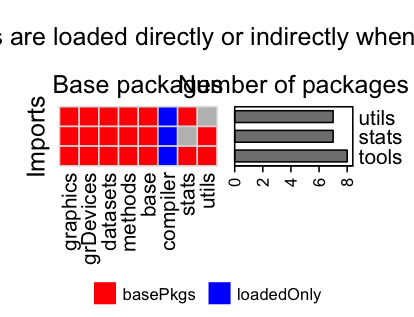 s are loaded directly or indirectly when
Base packages
Number of packages
Imports
utils
stats
tools
0
2
4
6
8
graphics
grDevices
datasets
methods
base
compiler
stats
utils
basePkgs
loadedOnly